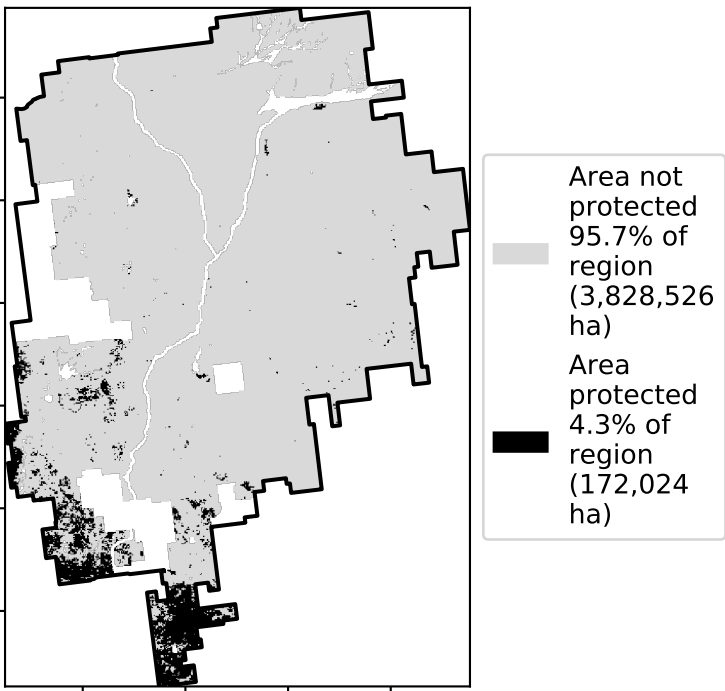 Area not
protected
95.7% of
region
(3,828,526
ha)
Area
protected
4.3% of
region
(172,024
ha)